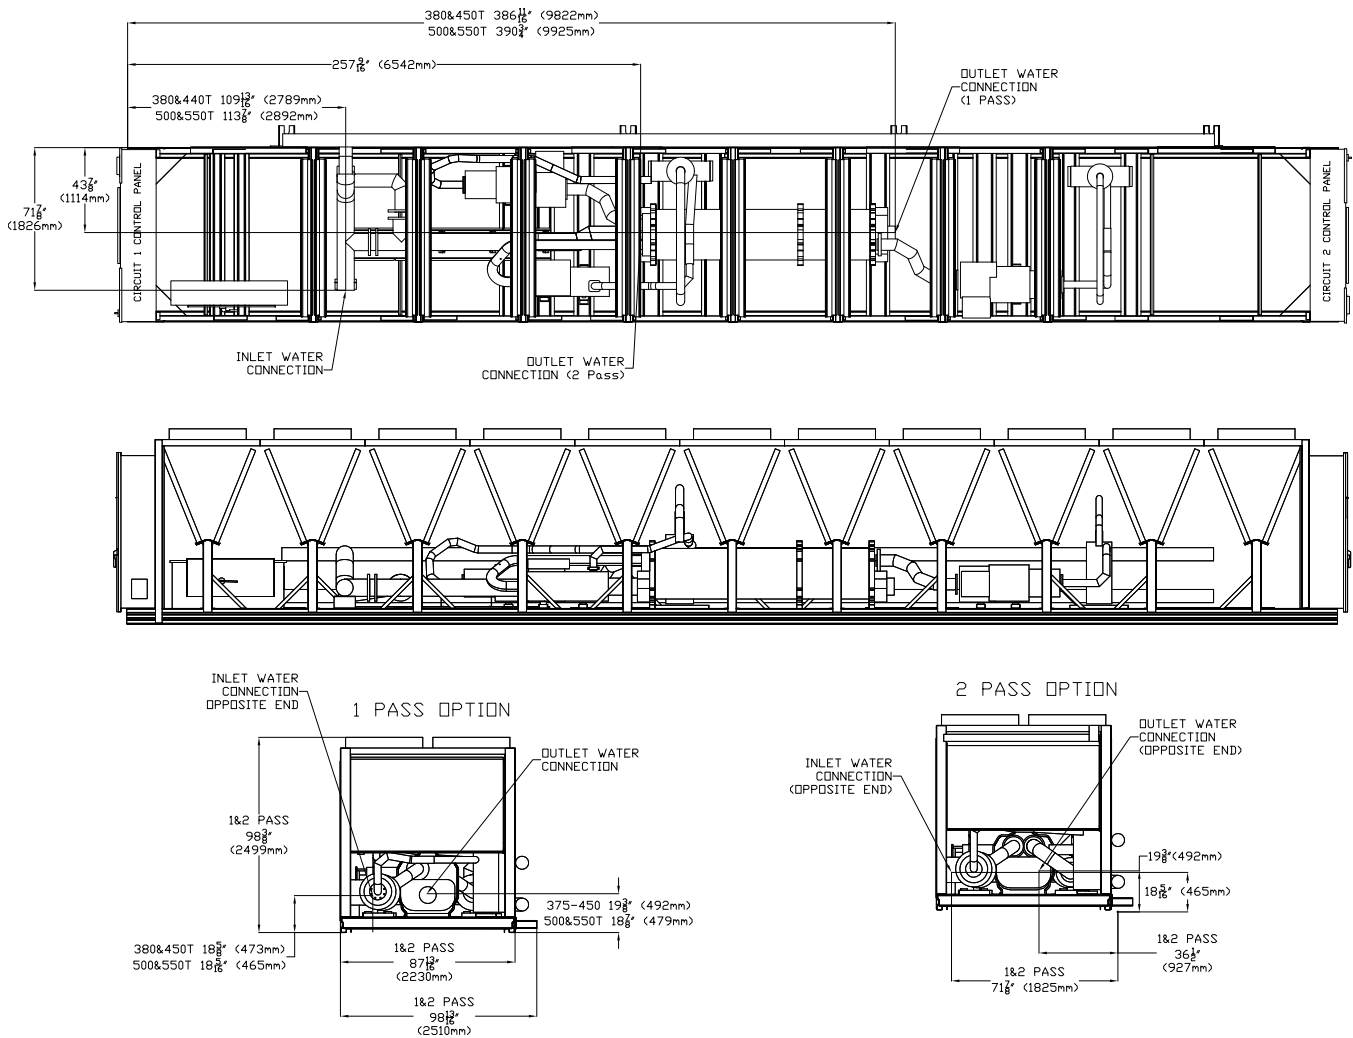 380&450T 386 11/16" (9822mm)
500&550T 390 3/4" (9925mm)
257 9/16" (6542mm)
OUTLET WATER
CONNECTION
(1 PASS)
380&440T 109 13/16" (2789mm)
500&550T 113 7/8" (2892mm)
43 7/8"
(1114mm)
71 7/8"
(1826mm)
CIRCUIT 1 CONTROL PANEL
CIRCUIT 2 CONTROL PANEL
INLET WATER
CONNECTION
OUTLET WATER
CONNECTION (2 Pass)
INLET WATER
CONNECTION
OPPOSITE END
1 PASS OPTION
OUTLET WATER
CONNECTION
1&2 PASS
98 3/8"
(2499mm)
375-450 19 3/8" (492mm)
500&550T 18 7/8" (479mm)
380&450T 18 5/8" (473mm)
500&550T 18 5/16" (465mm)
1&2 PASS
87 13/16"
(2230mm)
1&2 PASS
98 13/16"
(2510mm)
2 PASS OPTION
OUTLET WATER
CONNECTION
(OPPOSITE END)
INLET WATER
CONNECTION
(OPPOSITE END)
19 3/8" (492mm)
18 5/16" (465mm)
1&2 PASS
36 1/2"
(927mm)
1&2 PASS
71 7/8" (1825mm)